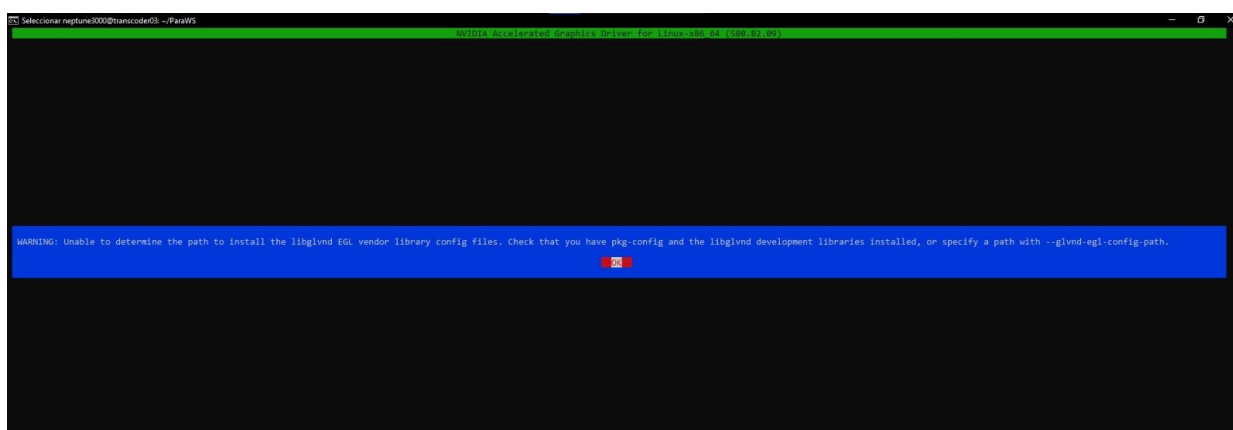 Seleccionar neptune3000@transcoder03: ~/ParaWS
NVIDIA Accelerated Graphics Driver for Linux-x86_64 (580.82.09)
WARNING: Unable to determine the path to install the libglvnd EGL vendor library config files. Check that you have pkg-config and the libglvnd development libraries installed, or specify a path with --glvnd-egl-config-path.
OK